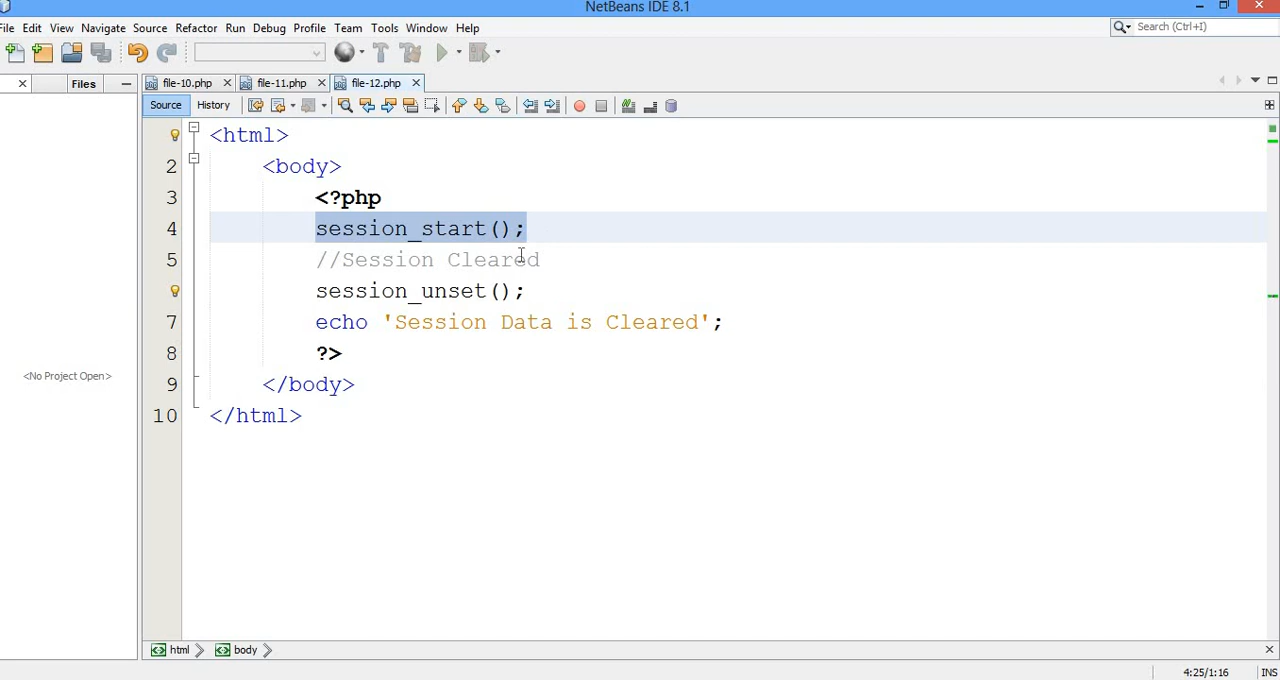 NetBeans IDE 8.1
File Edit View Navigate Source Refactor Run Debug Profile Team Tools Window Help
Search (Ctrl+I)
Files
file-10.php file-11.php file-12.php
Source History
<html>
2 <body>
3 <?php
4 session_start();
5 //Session Cleared
session_unset();
7 echo 'Session Data is Cleared';
8 ?>
9 </body>
10 </html>
<No Project Open>
html body
4:25/1:16 INS